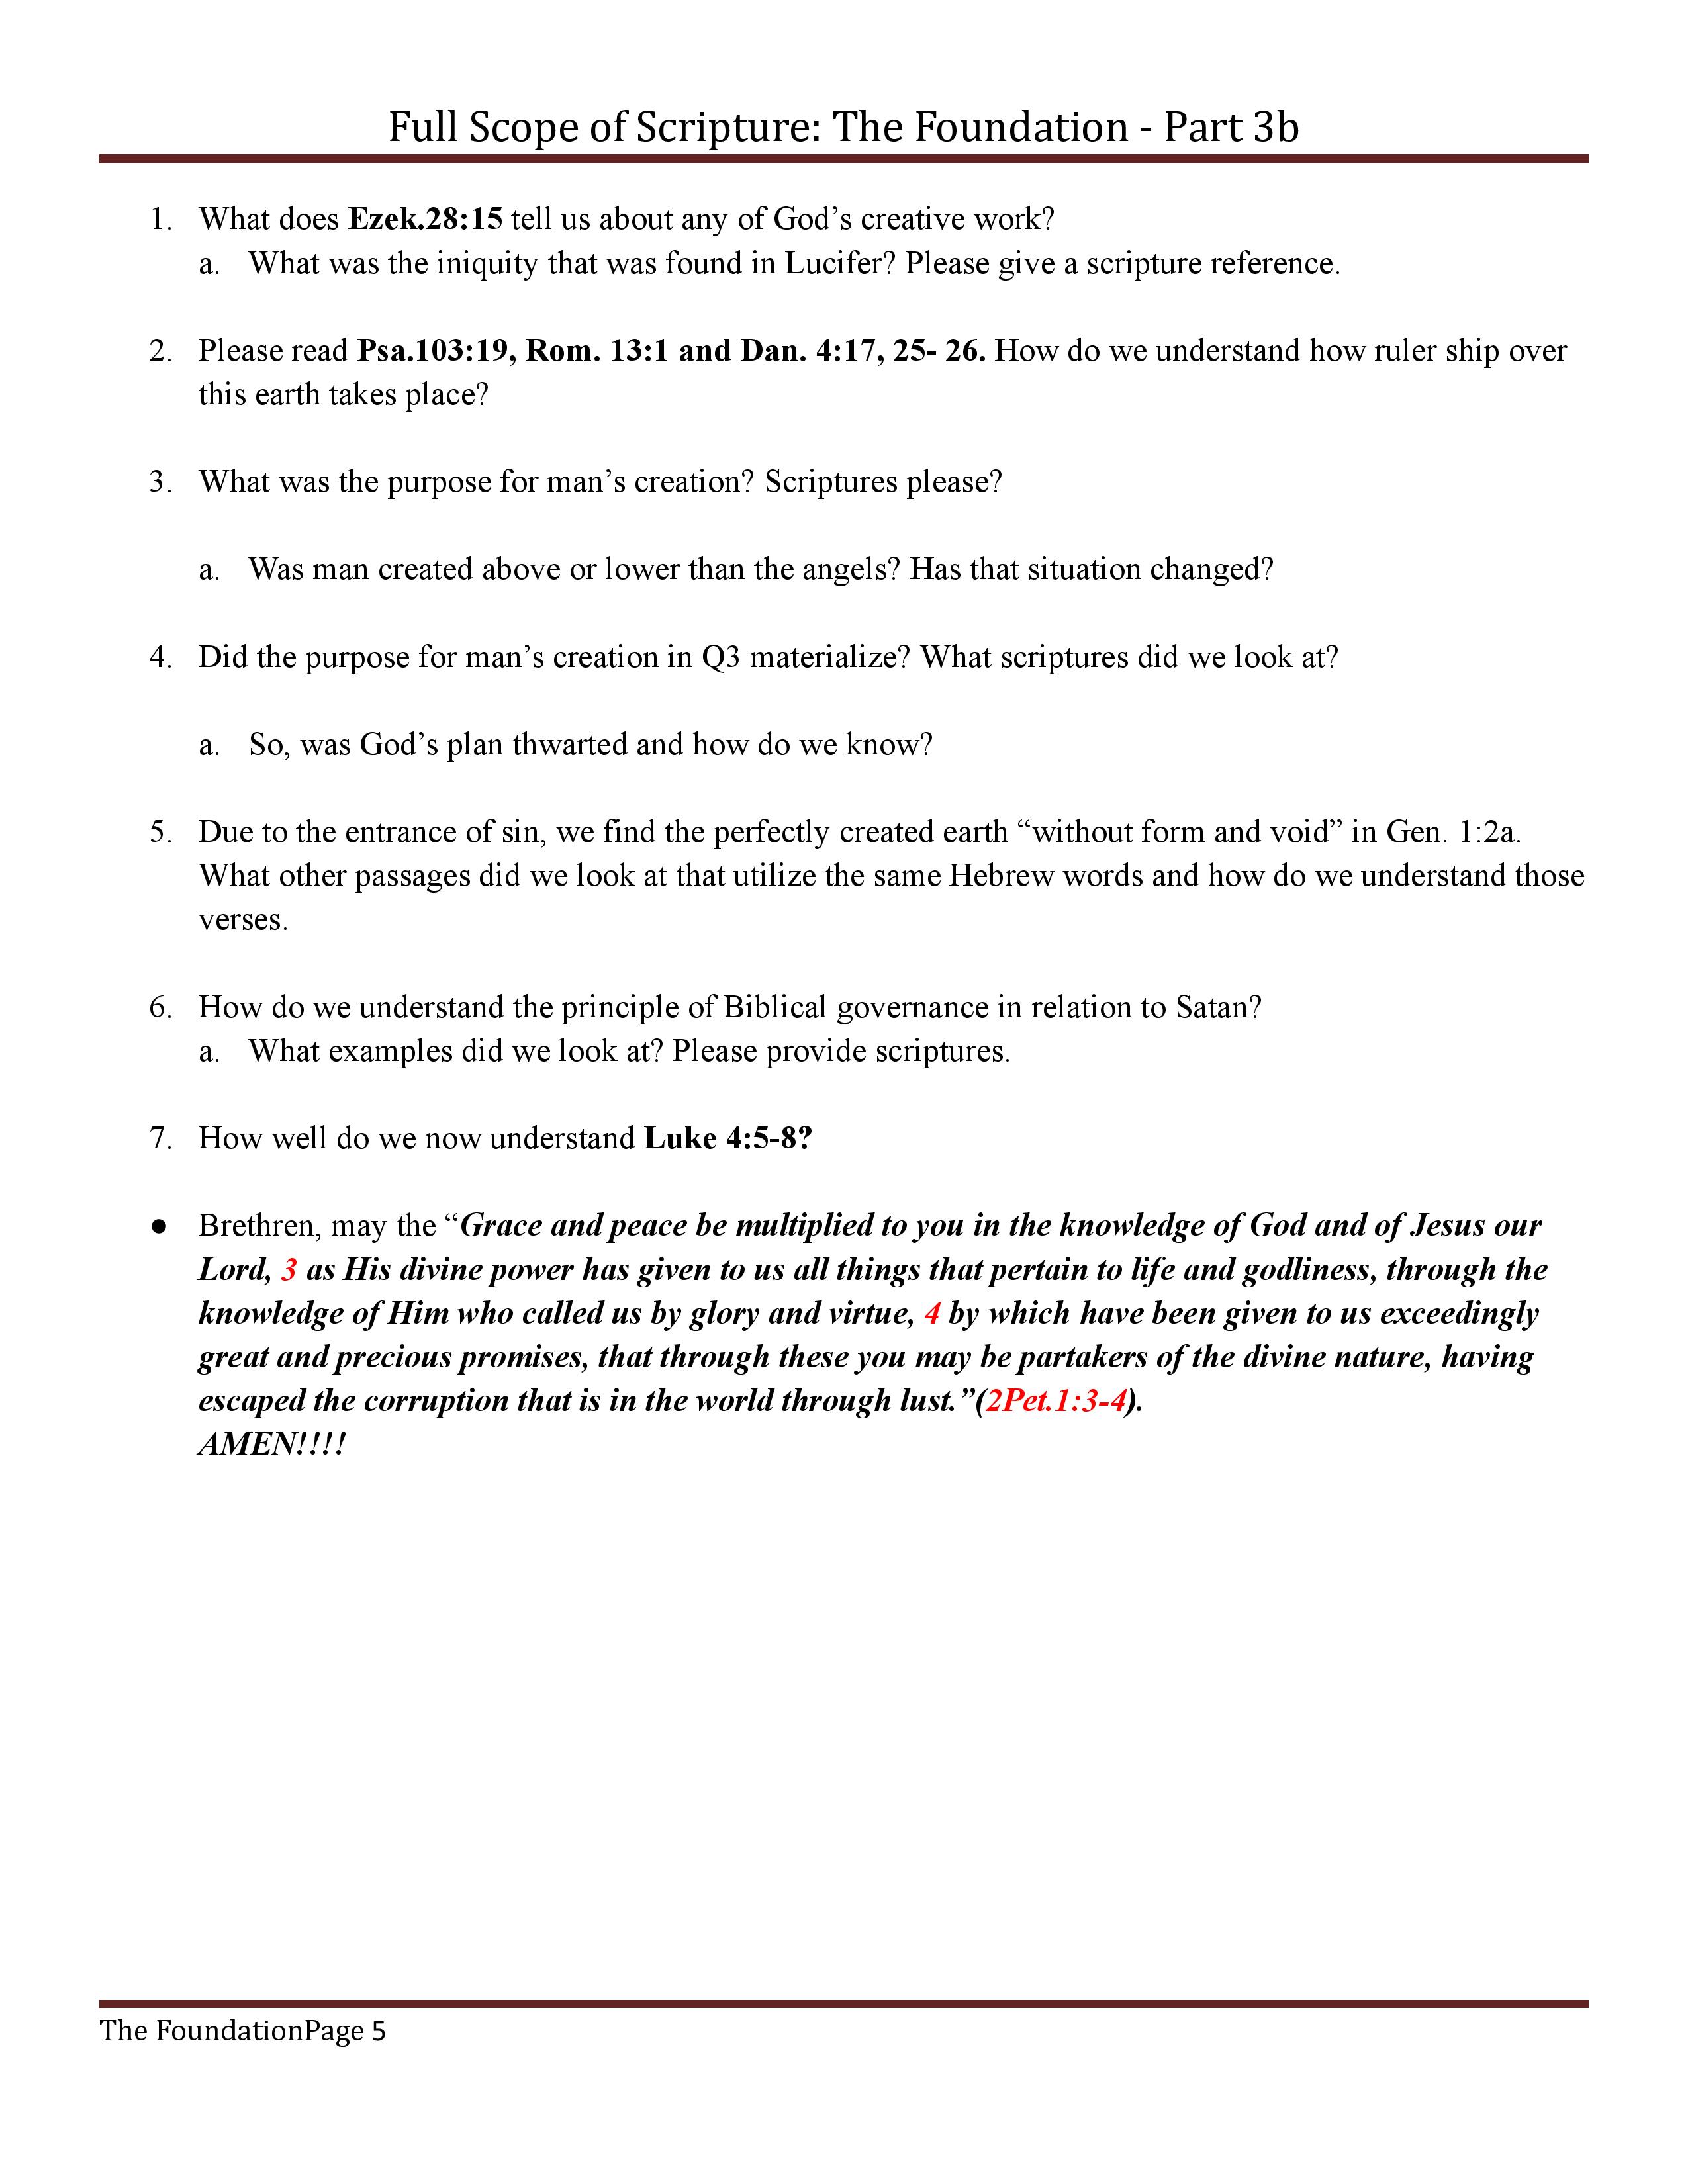 Full Scope of Scripture: The Foundation - Part 3b
1. What does Ezek.28:15 tell us about any of God’s creative work?
a. What was the iniquity that was found in Lucifer? Please give a scripture reference.
2. Please read Psa.103:19, Rom. 13:1 and Dan. 4:17, 25- 26. How do we understand how ruler ship over
this earth takes place?
3. What was the purpose for man’s creation? Scriptures please?
a. Was man created above or lower than the angels? Has that situation changed?
4. Did the purpose for man’s creation in Q3 materialize? What scriptures did we look at?
a. So, was God’s plan thwarted and how do we know?
5. Due to the entrance of sin, we find the perfectly created earth “without form and void” in Gen. 1:2a.
What other passages did we look at that utilize the same Hebrew words and how do we understand those
verses.
6. How do we understand the principle of Biblical governance in relation to Satan?
a. What examples did we look at? Please provide scriptures.
7. How well do we now understand Luke 4:5-8?
● Brethren, may the “Grace and peace be multiplied to you in the knowledge of God and of Jesus our
Lord, 3 as His divine power has given to us all things that pertain to life and godliness, through the
knowledge of Him who called us by glory and virtue, 4 by which have been given to us exceedingly
great and precious promises, that through these you may be partakers of the divine nature, having
escaped the corruption that is in the world through lust.”(2Pet.1:3-4).
AMEN!!!!
The FoundationPage 5